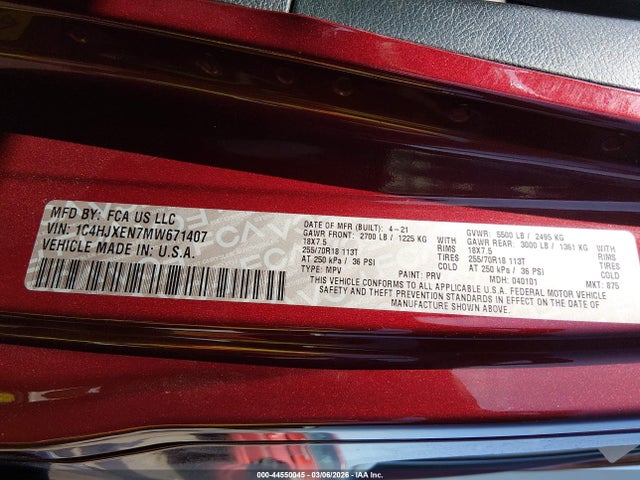 MFD BY: FCA US LLC
VIN: 1C4HJXEN7MW671407
VEHICLE MADE IN: U.S.A.
DATE OF MFR (BUILT): 4-21 GVWR: 5500 LB / 2495 KG
GAWR FRONT: 2700 LB / 1225 KG WITH GAWR REAR: 3000 LB / 1361 KG WITH
18X7.5 RIMS 18X7.5 RIMS
255/70R18 113T TIRES 255/70R18 113T TIRES
AT 250 kPa / 36 PSI COLD AT 250 kPa / 36 PSI COLD
TYPE: MPV PAINT: PRV MDH: 040101 MKT: 875
THIS VEHICLE CONFORMS TO ALL APPLICABLE U.S.A. FEDERAL MOTOR VEHICLE
SAFETY AND THEFT PREVENTION STANDARDS IN EFFECT ON THE DATE OF
MANUFACTURE SHOWN ABOVE.
000-44550045 - 03/06/2026 - IAAI.COM